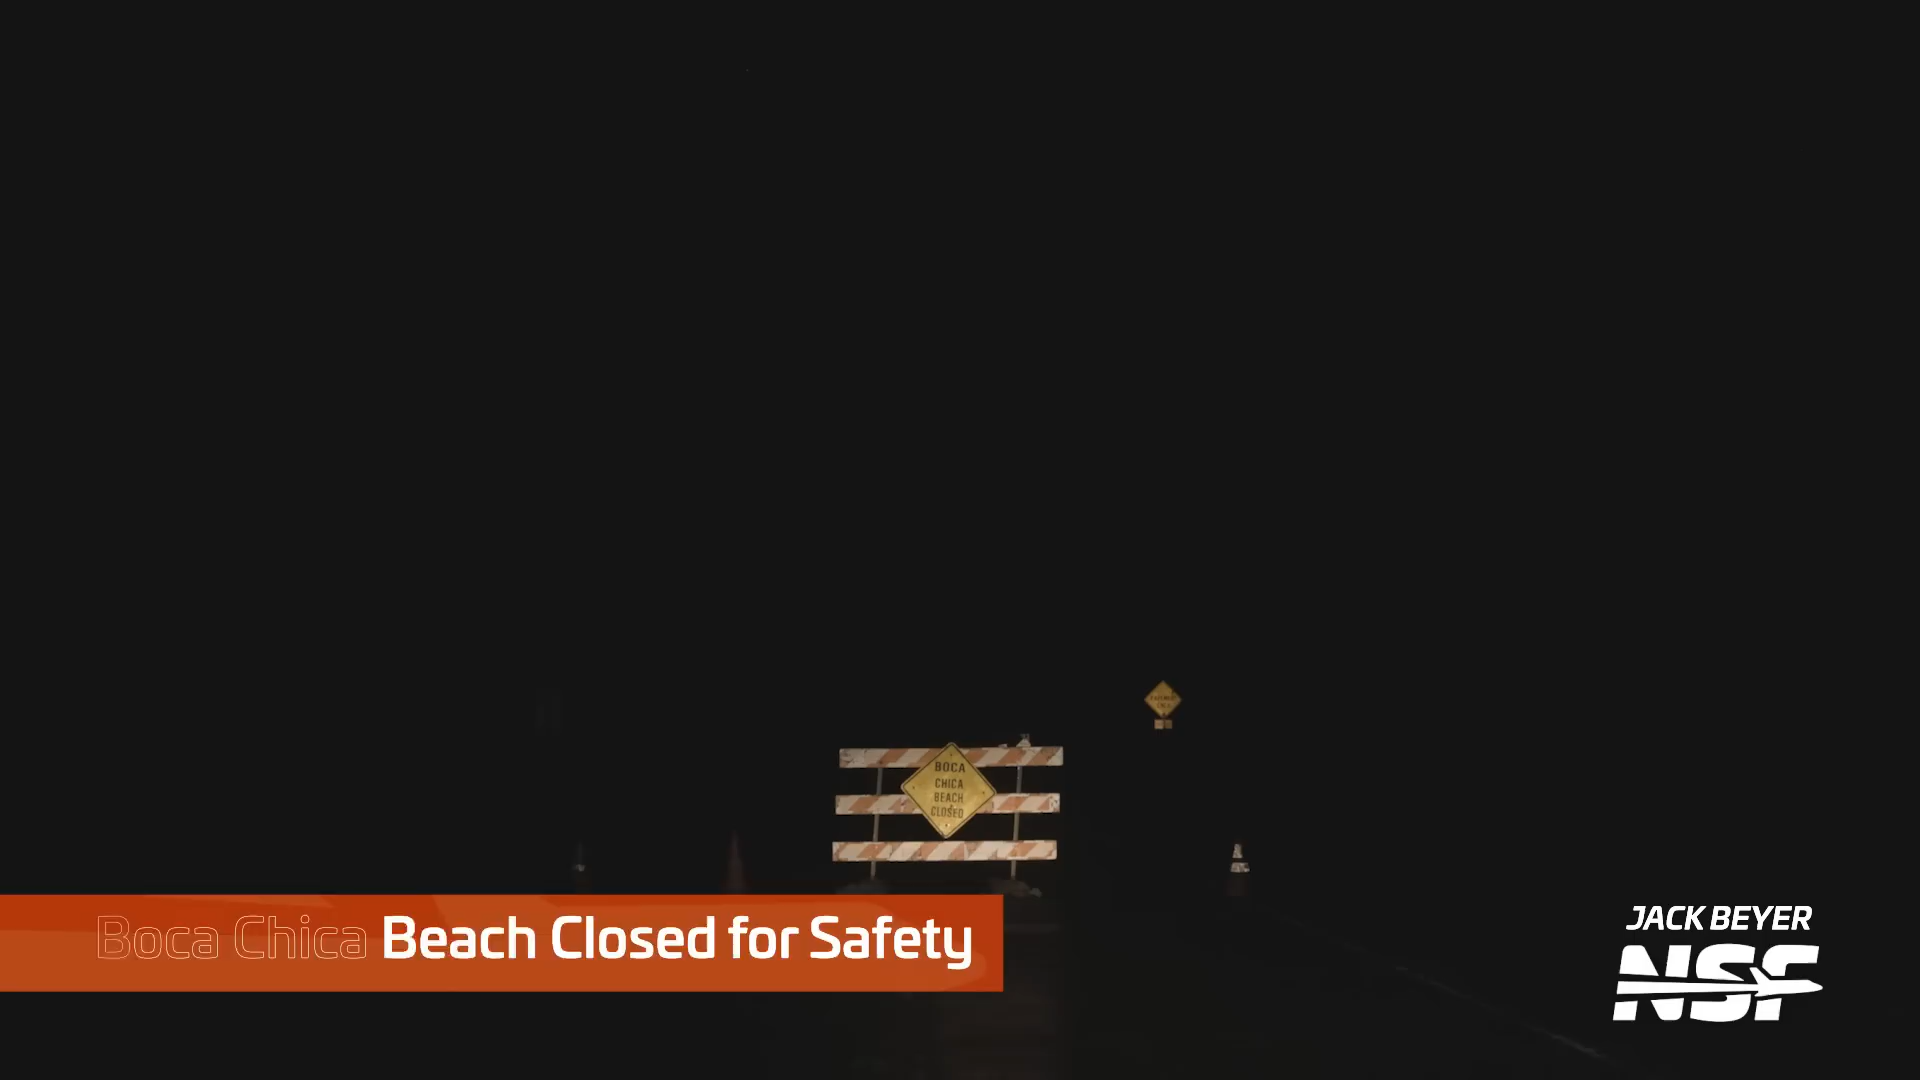 BOCA
CHICA
BEACH
CLOSED
Boca Chica Beach Closed for Safety
JACK BEYER
NSF